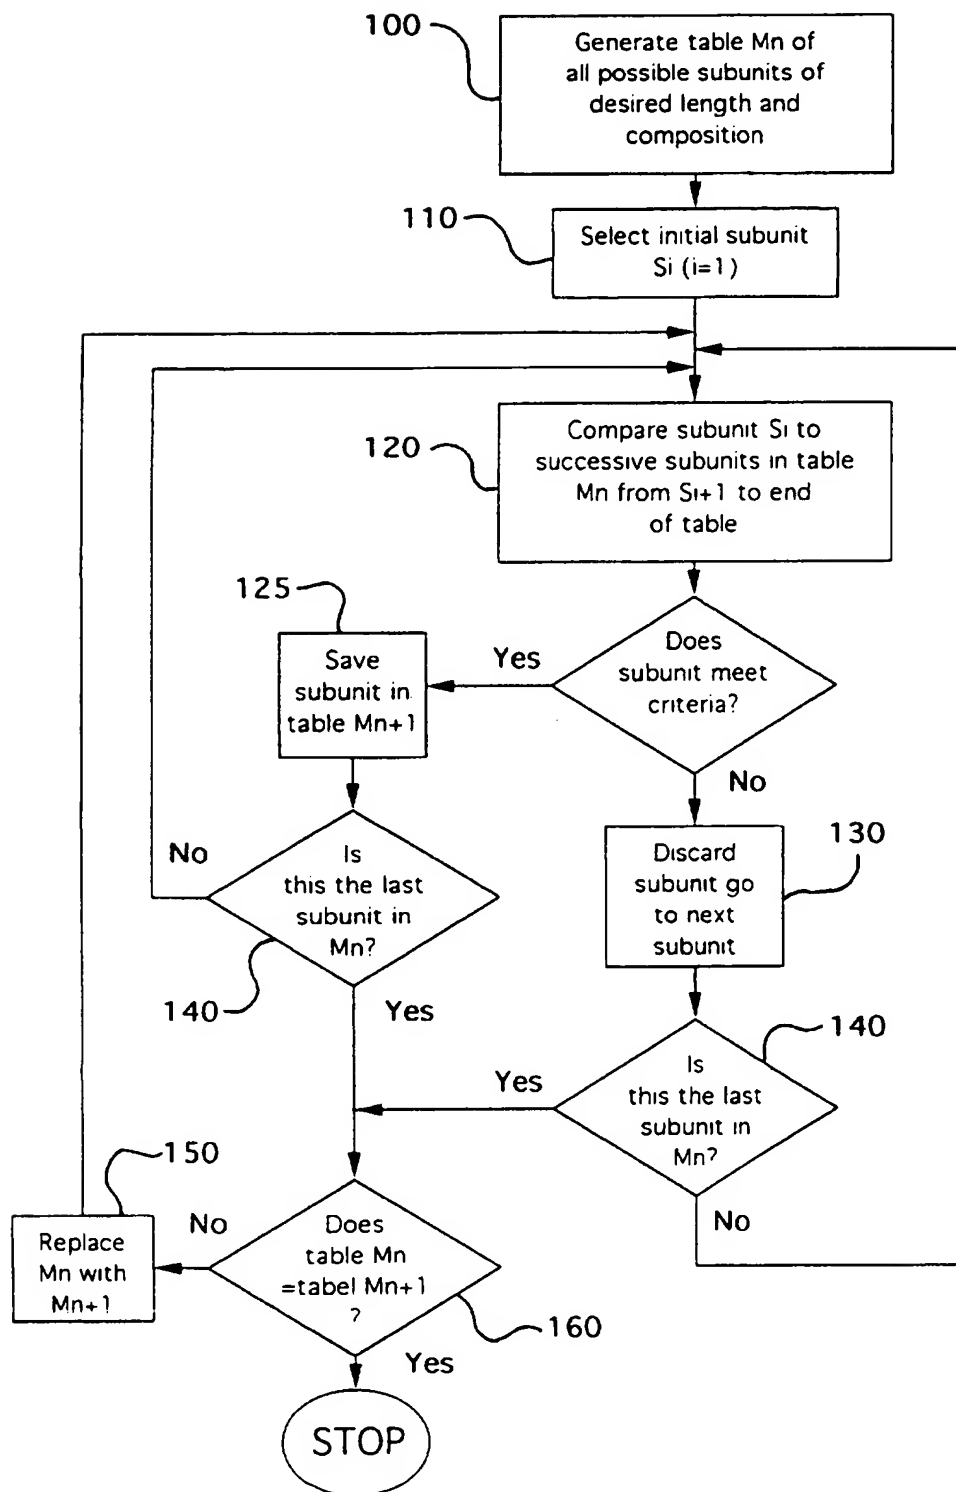 100
Generate table Mn of
all possible subunits of
desired length and
composition
110
Select initial subunit
Si (i=1)
120
Compare subunit Si to
successive subunits in table
Mn from Si+1 to end
of table
125
Save
subunit in
table Mn+1
Yes
Does
subunit meet
criteria?
No
No
Is
this the last
subunit in
Mn?
140
Yes
130
Discard
subunit go
to next
subunit
140
Yes
Is
this the last
subunit in
Mn?
No
150
Replace
Mn with
Mn+1
No
Does
table Mn
=tabel Mn+1
?
160
Yes
STOP